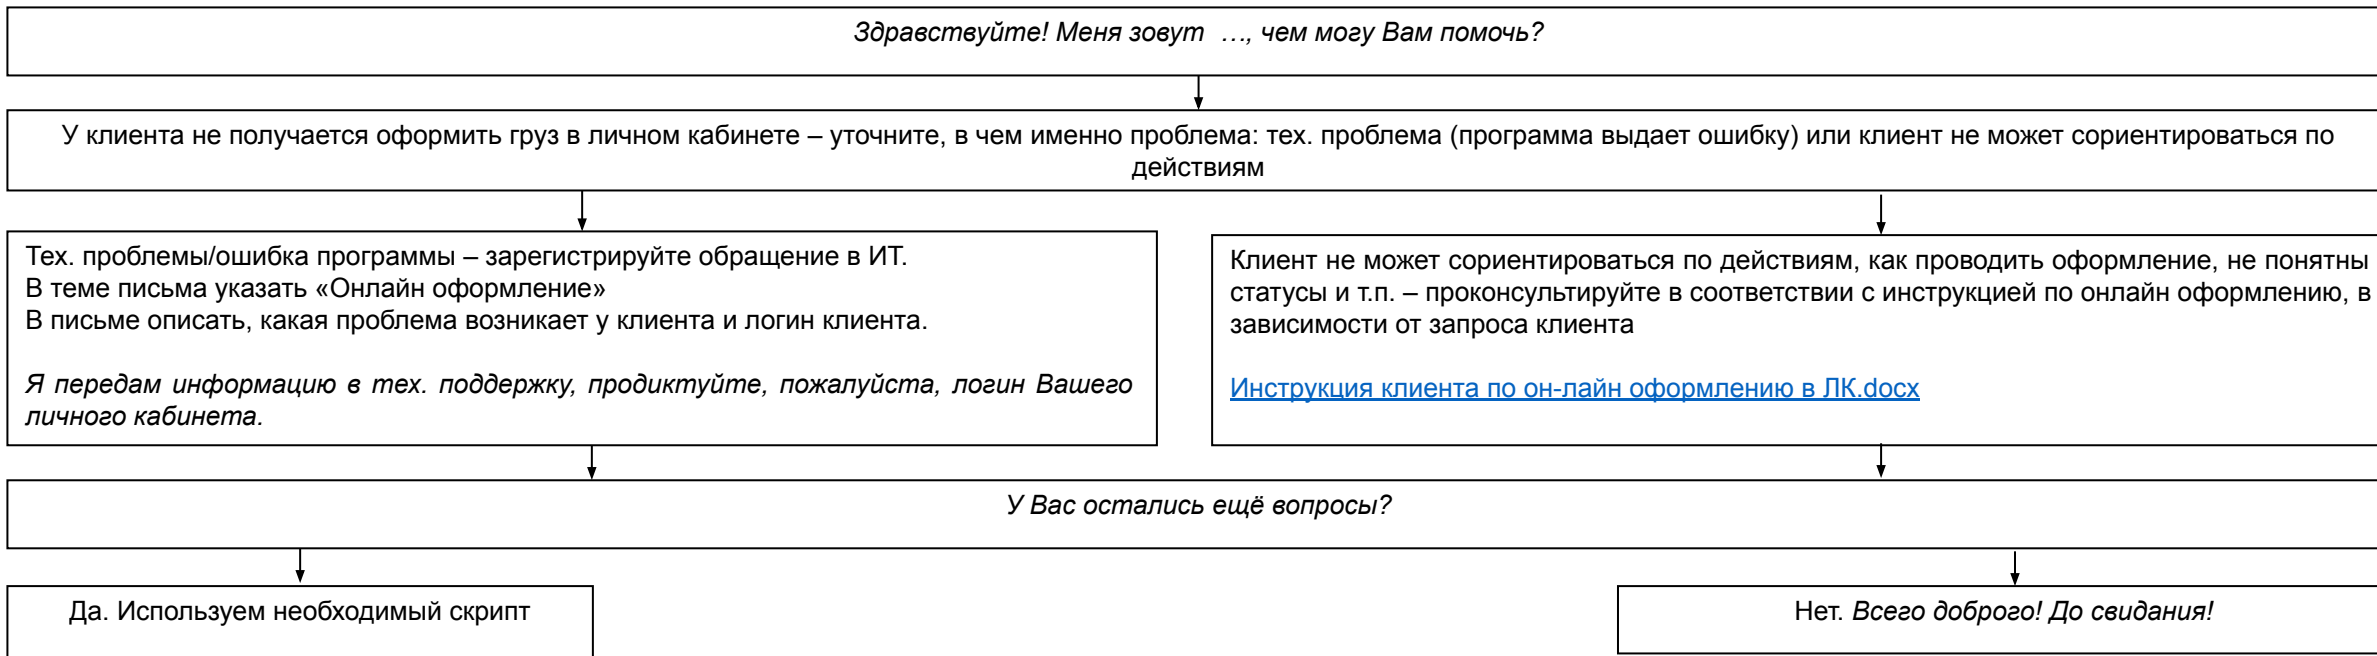 Здравствуйте! Меня зовут …, чем могу Вам помочь?
У клиента не получается оформить груз в личном кабинете – уточните, в чем именно проблема: тех. проблема (программа выдает ошибку) или клиент не может сориентироваться по
действиям
Тех. проблемы/ошибка программы – зарегистрируйте обращение в ИТ.
В теме письма указать «Онлайн оформление»
В письме описать, какая проблема возникает у клиента и логин клиента.
Я передам информацию в тех. поддержку, продиктуйте, пожалуйста, логин Вашего
личного кабинета.
Клиент не может сориентироваться по действиям, как проводить оформление, не понятны
статусы и т.п. – проконсультируйте в соответствии с инструкцией по онлайн оформлению, в
зависимости от запроса клиента
Инструкция клиента по он-лайн оформлению в ЛК.docx
У Вас остались ещё вопросы?
Да. Используем необходимый скрипт
Нет. Всего доброго! До свидания!